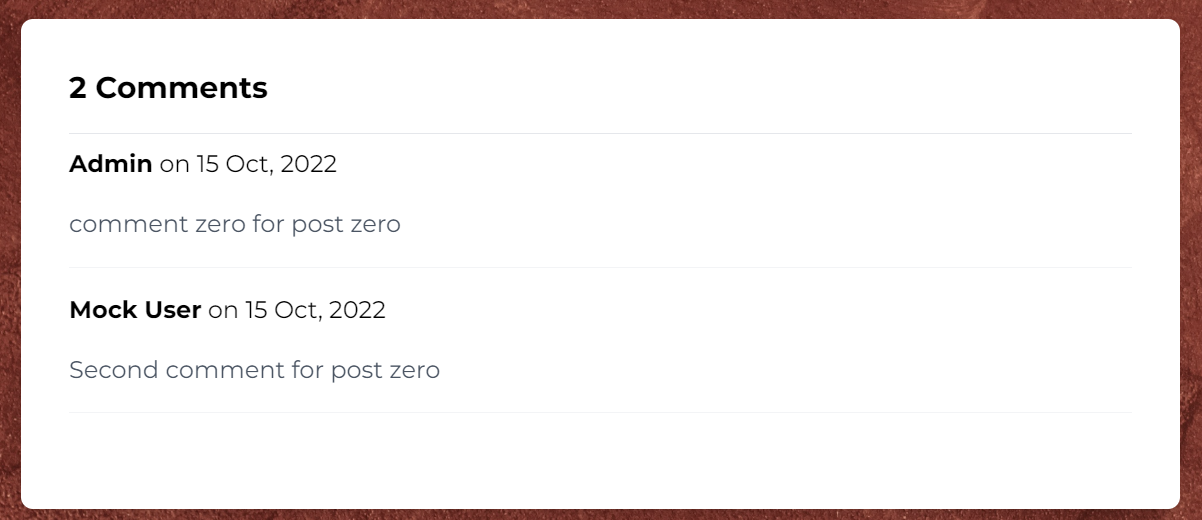 2 Comments
Admin on 15 Oct, 2022
comment zero for post zero
Mock User on 15 Oct, 2022
Second comment for post zero